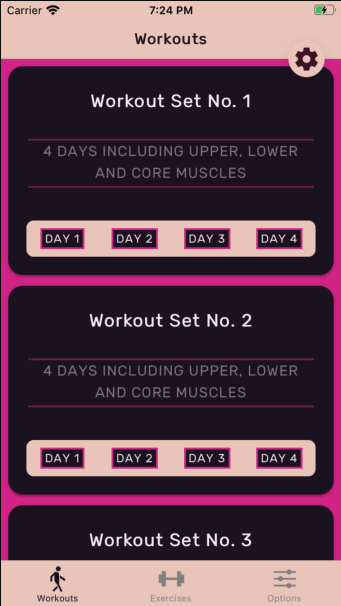 Carrier 7:24 PM
Workouts
Workout Set No. 1
4 DAYS INCLUDING UPPER, LOWER
AND CORE MUSCLES
DAY 1 DAY 2 DAY 3 DAY 4
Workout Set No. 2
4 DAYS INCLUDING UPPER, LOWER
AND CORE MUSCLES
DAY 1 DAY 2 DAY 3 DAY 4
Workout Set No. 3
Workouts Exercises Options